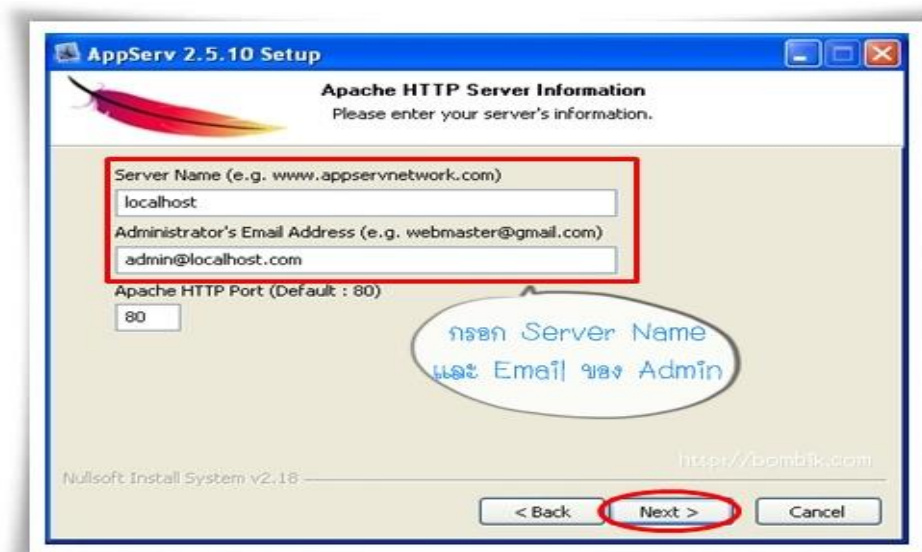 AppServ 2.5.10 Setup
Apache HTTP Server Information
Please enter your server's information.
Server Name (e.g. www.appservnetwork.com)
localhost
Administrator's Email Address (e.g. webmaster@gmail.com)
admin@localhost.com
Apache HTTP Port (Default : 80)
80
กรอก Server Name
และ Email ของ Admin
http://bomb1k.com
Nullsoft Install System v2.18
< Back
Next >
Cancel